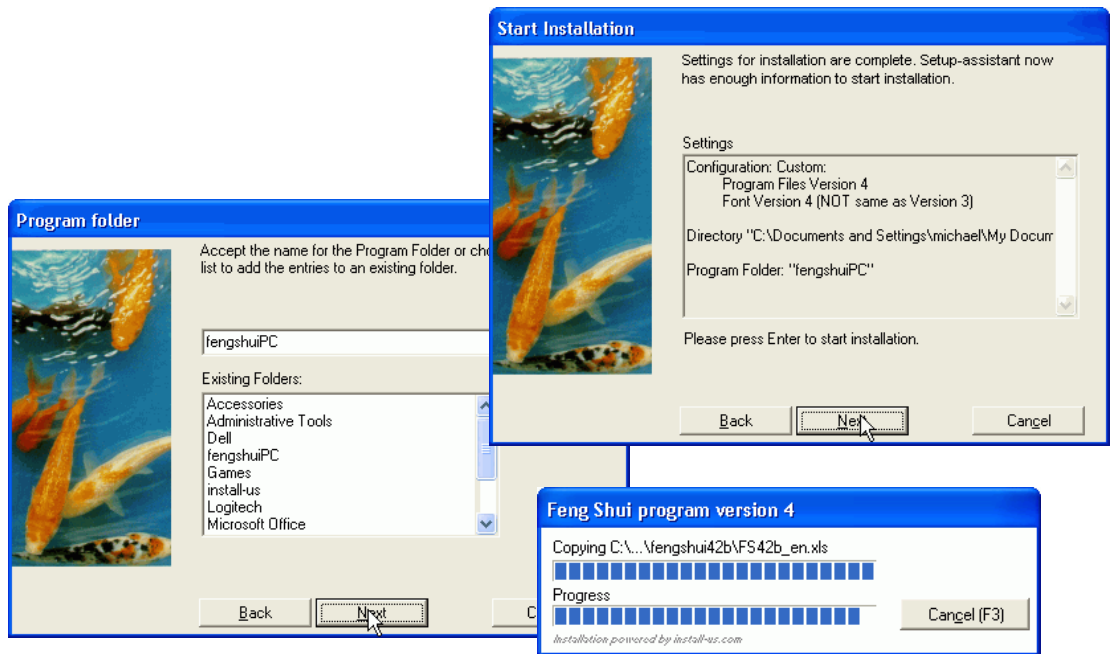 Start Installation
Settings for installation are complete. Setup-assistant now
has enough information to start installation.
Settings
Configuration: Custom:
Program Files Version 4
Font Version 4 (NOT same as Version 3)
Directory "C:\Documents and Settings\michael\My Docum
Program Folder: "fengshuiPC"
Please press Enter to start installation.
Back Next Cancel
Program folder
Accept the name for the Program Folder or cho
list to add the entries to an existing folder.
fengshuiPC
Existing Folders:
Accessories
Administrative Tools
Dell
fengshuiPC
Games
install-us
Logitech
Microsoft Office
Back Next C
Feng Shui program version 4
Copying C:\...\fengshui42b\FS42b_en.xls
Progress
Cancel (F3)
Installation powered by install-us.com